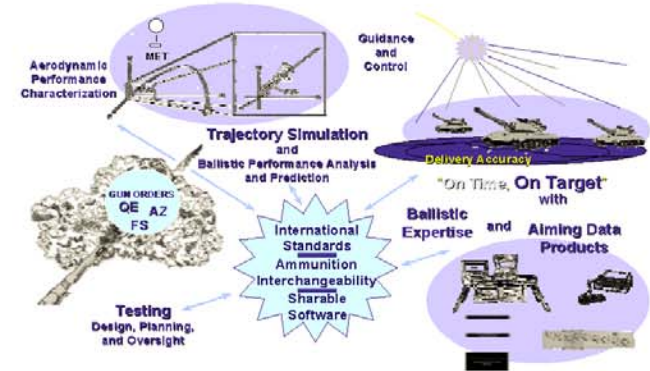 MET
Aerodynamic
Performance
Characterization
Guidance
and
Control
Trajectory Simulation
and
Ballistic Performance Analysis
and Prediction
Delivery Accuracy
"On Time, On Target"
with
GUN ORDERS
QE AZ
FS
Ballistic
Expertise and Aiming Data
Products
International
Standards
Ammunition
Interchangeability
Sharable
Software
Testing
Design, Planning,
and Oversight